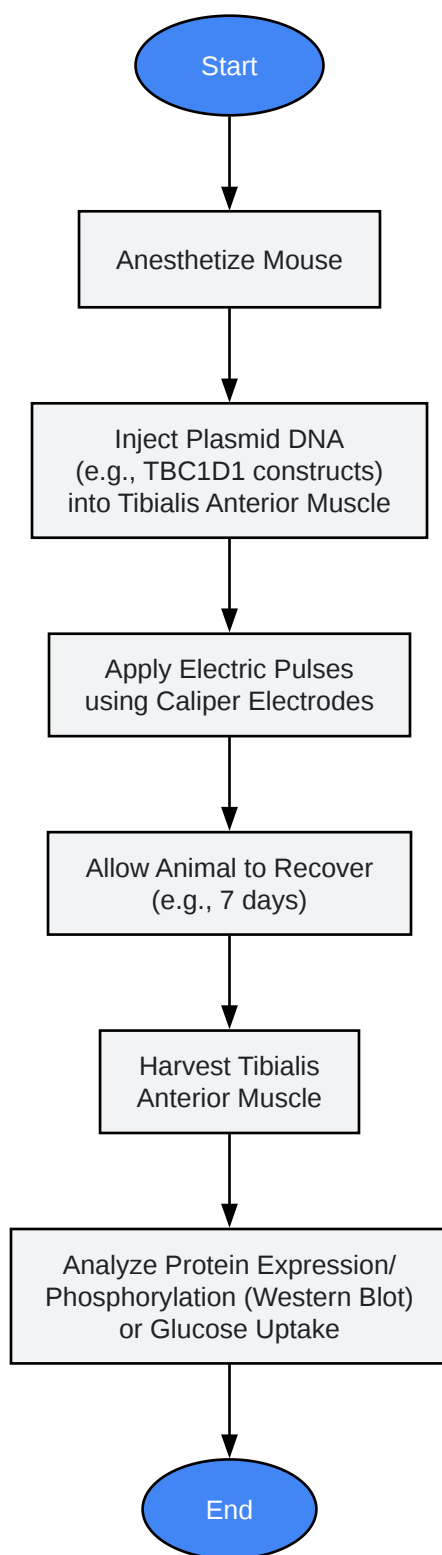 Start
Anesthetize Mouse
Inject Plasmid DNA
(e.g., TBC1D1 constructs)
into Tibialis Anterior Muscle
Apply Electric Pulses
using Caliper Electrodes
Allow Animal to Recover
(e.g., 7 days)
Harvest Tibialis
Anterior Muscle
Analyze Protein Expression/
Phosphorylation (Western Blot)
or Glucose Uptake
End